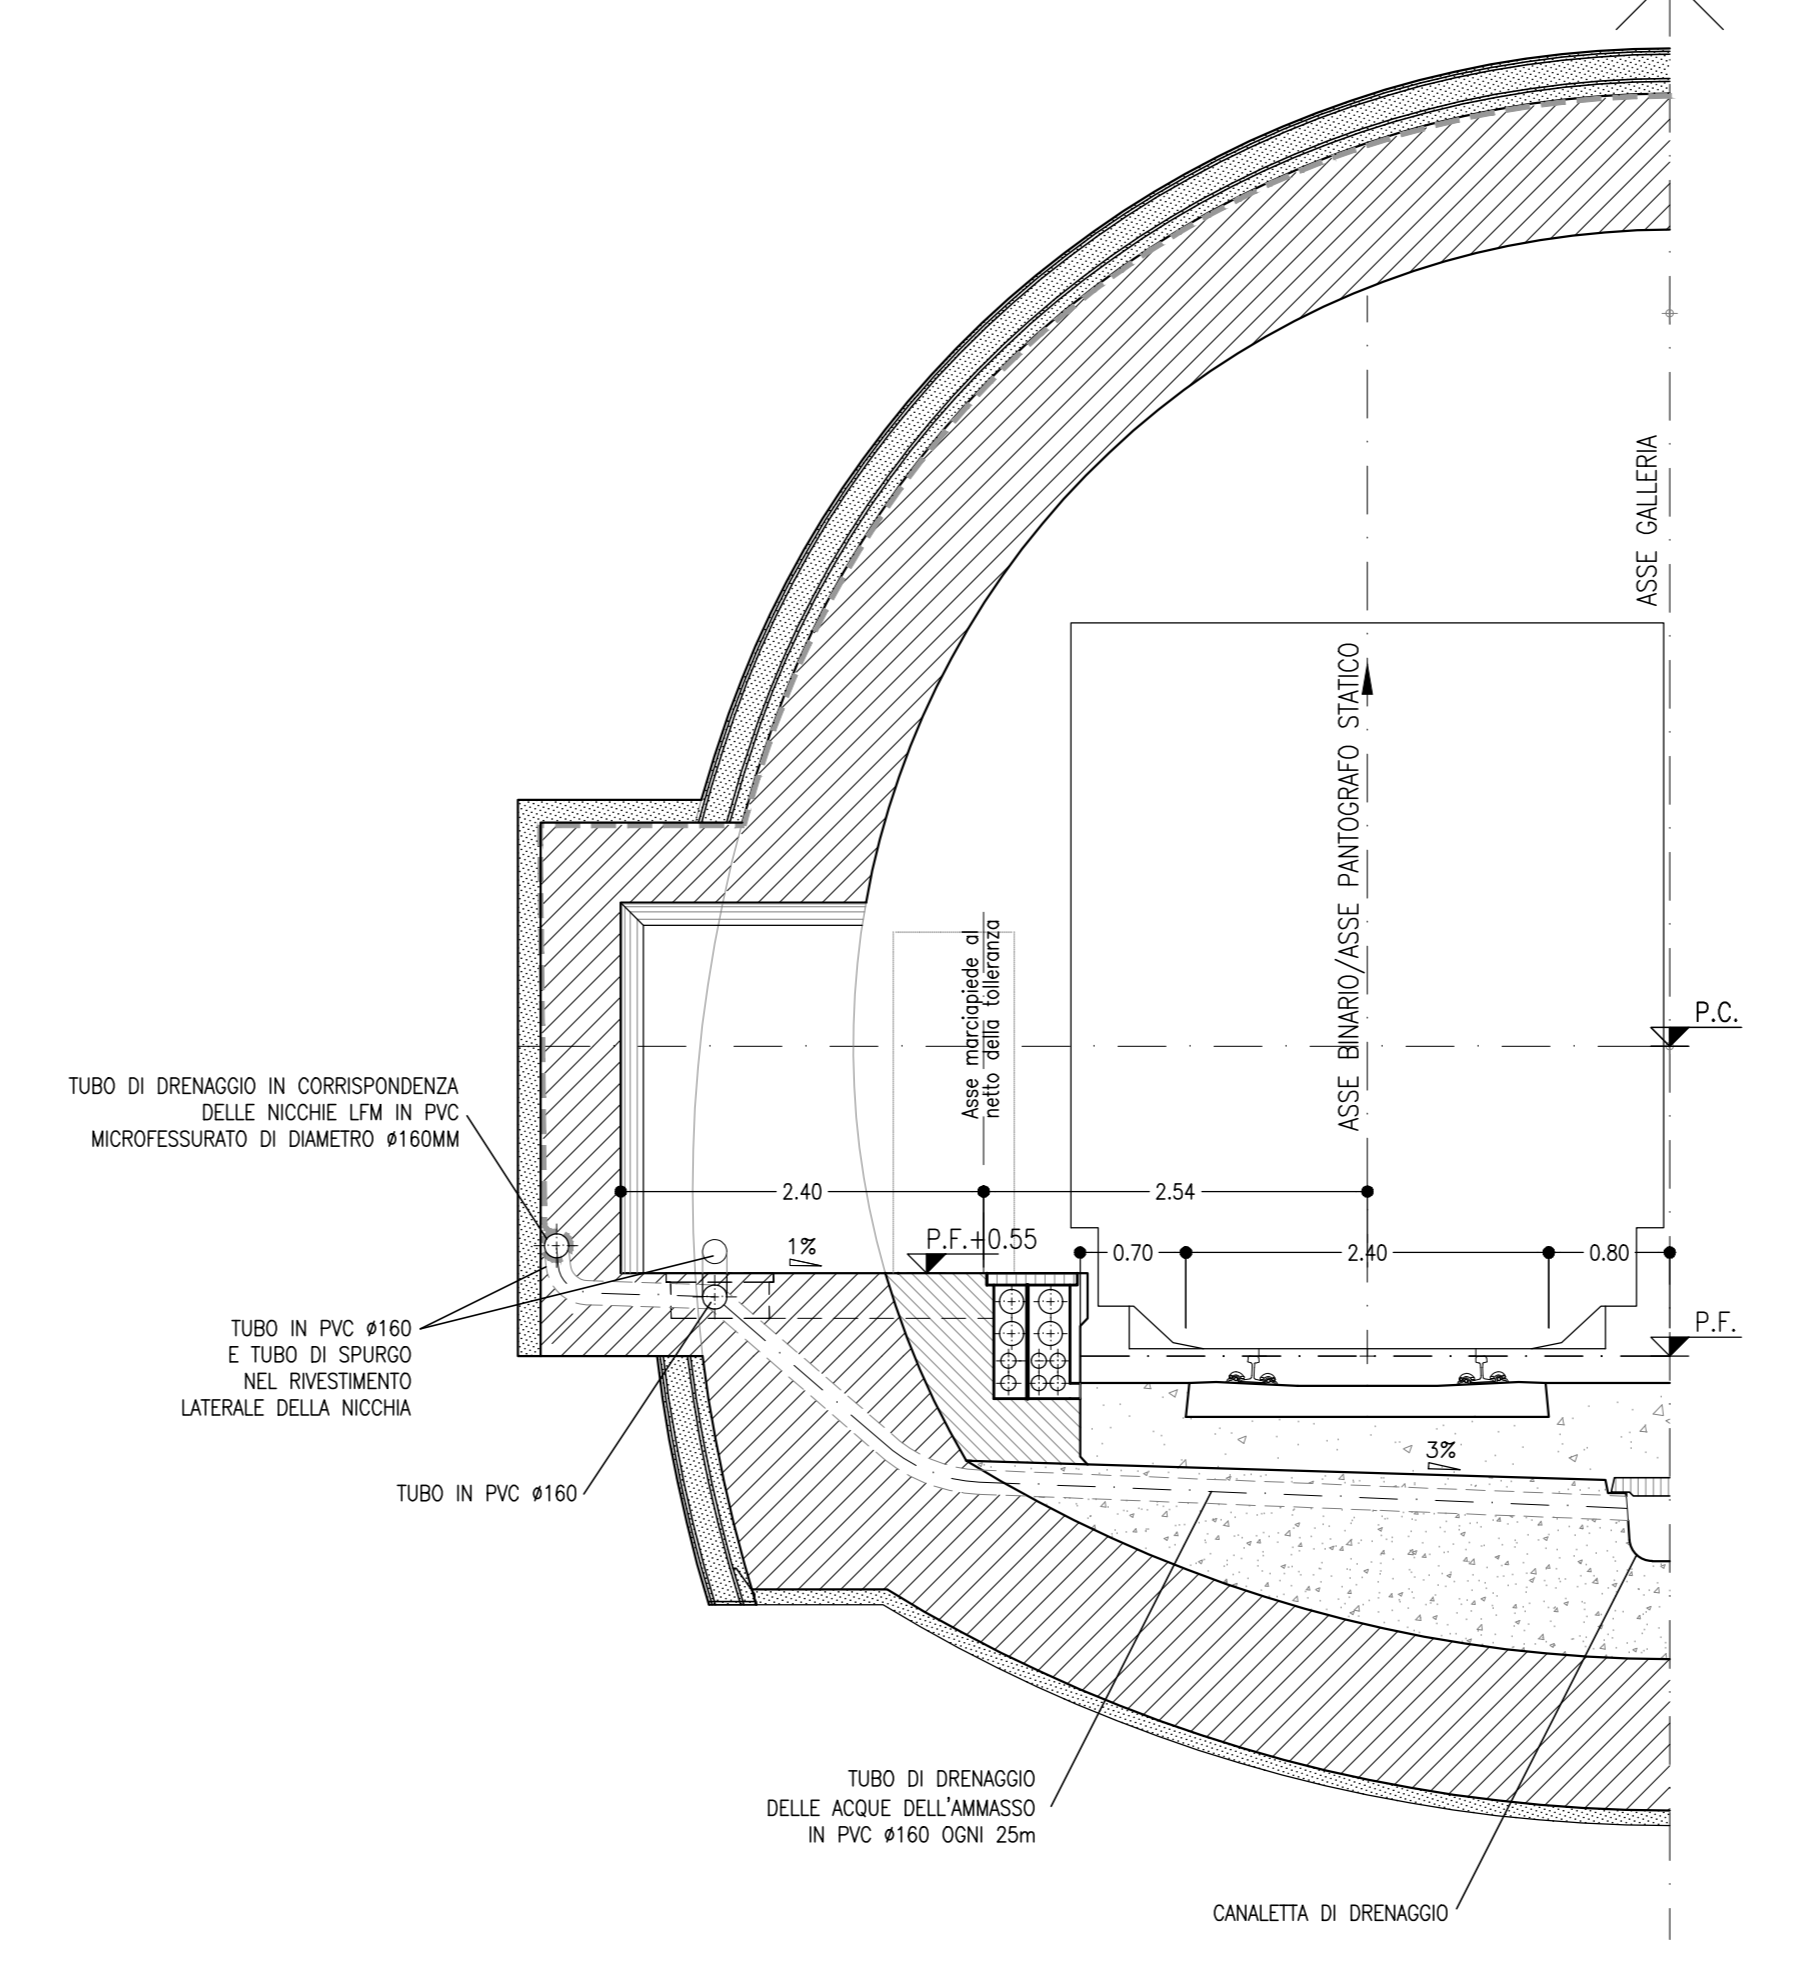 ASSE GALLERIA
ASSE BINARIO/ASSE PANTOGRAFO STATICO
Asse marciapiede al
netto della tolleranza
P.C.
TUBO DI DRENAGGIO IN CORRISPONDENZA
DELLE NICCHIE LFM IN PVC
MICROFESSURATO DI DIAMETRO ø160MM
2.40
2.54
1%
P.F.+0.55
0.70
2.40
0.80
P.F.
TUBO IN PVC ø160
E TUBO DI SPURGO
NEL RIVESTIMENTO
LATERALE DELLA NICCHIA
3%
TUBO IN PVC ø160
TUBO DI DRENAGGIO
DELLE ACQUE DELL'AMMASSO
IN PVC ø160 OGNI 25m
CANALETTA DI DRENAGGIO